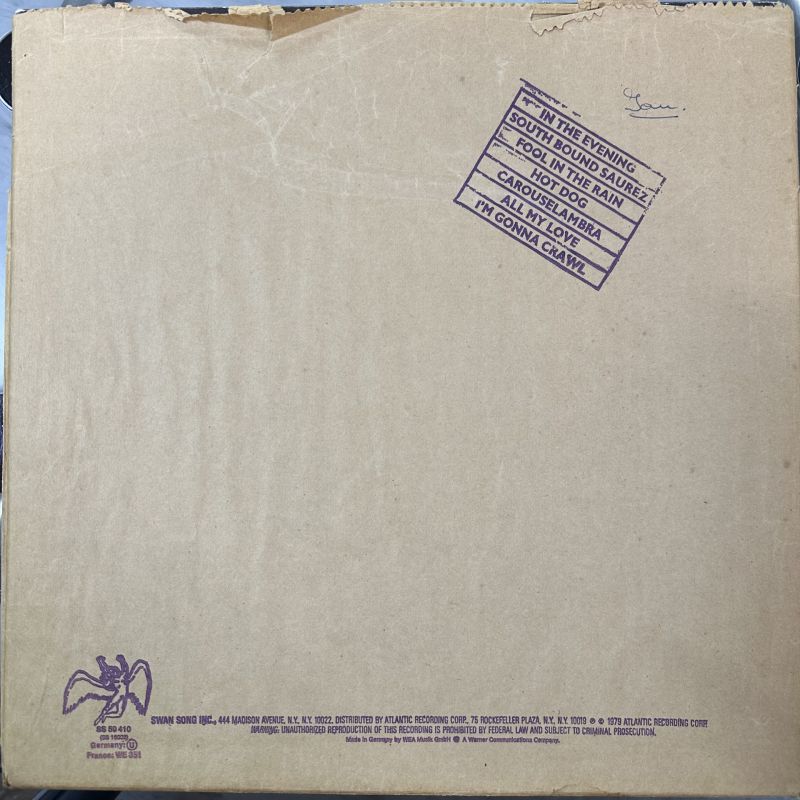 Ian.
IN THE EVENING
SOUTH BOUND SAUREZ
FOOL IN THE RAIN
HOT DOG
CAROUSELAMBRA
ALL MY LOVE
I'M GONNA CRAWL
SS 59 410
(SS 16002)
Germany: U
France: WE 351
SWAN SONG INC., 444 MADISON AVENUE, N.Y., N.Y. 10022. DISTRIBUTED BY ATLANTIC RECORDING CORP., 75 ROCKEFELLER PLAZA, N.Y., N.Y. 10019 ℗ © 1979 ATLANTIC RECORDING CORP.
WARNING: UNAUTHORIZED REPRODUCTION OF THIS RECORDING IS PROHIBITED BY FEDERAL LAW AND SUBJECT TO CRIMINAL PROSECUTION.
Made in Germany by WEA Musik GmbH A Warner Communications Company.